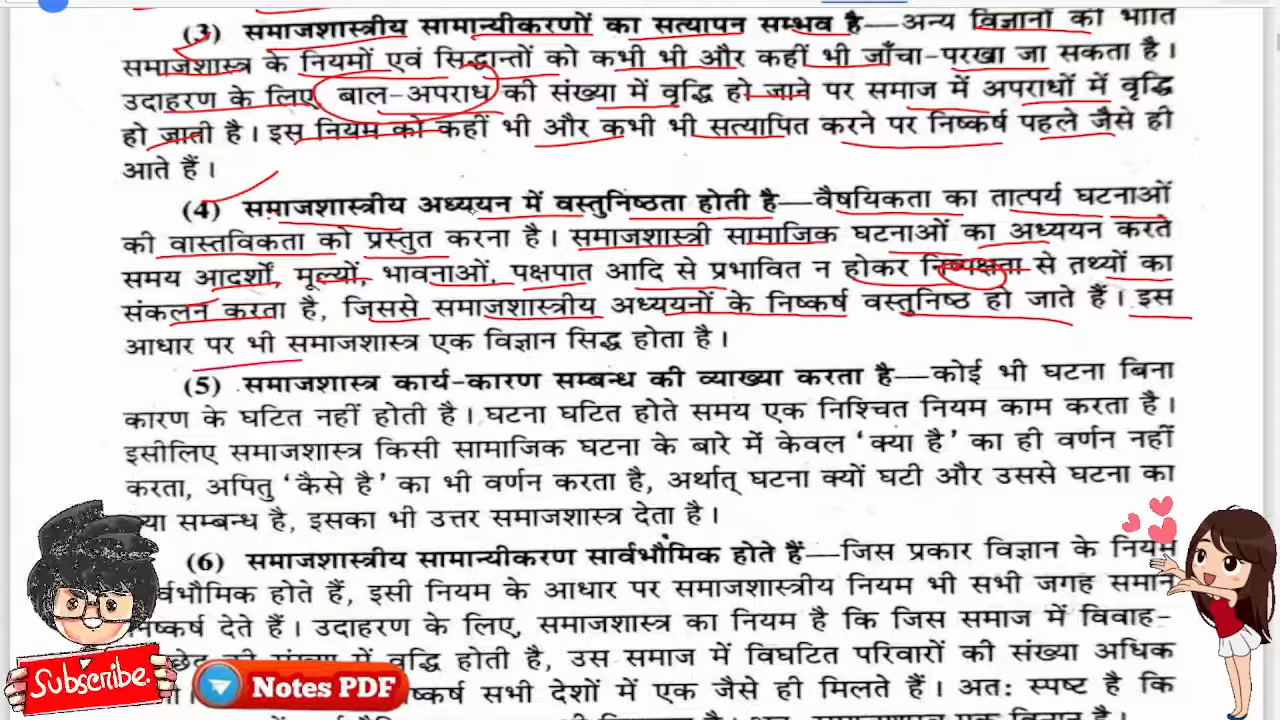 (3) समाजशास्त्रीय सामान्यीकरणों का सत्यापन सम्भव है—अन्य विज्ञानों की भाँति
समाजशास्त्र के नियमों एवं सिद्धान्तों को कभी भी और कहीं भी जाँचा-परखा जा सकता है।
उदाहरण के लिए, बाल-अपराध की संख्या में वृद्धि हो जाने पर समाज में अपराधों में वृद्धि
हो जाती है। इस नियम को कहीं भी और कभी भी सत्यापित करने पर निष्कर्ष पहले जैसे ही
आते हैं।
(4) समाजशास्त्रीय अध्ययन में वस्तुनिष्ठता होती है—वैषयिकता का तात्पर्य घटनाओं
की वास्तविकता को प्रस्तुत करना है। समाजशास्त्री सामाजिक घटनाओं का अध्ययन करते
समय आदर्शों, मूल्यों, भावनाओं, पक्षपात आदि से प्रभावित न होकर निष्पक्षता से तथ्यों का
संकलन करता है, जिससे समाजशास्त्रीय अध्ययनों के निष्कर्ष वस्तुनिष्ठ हो जाते हैं। इस
आधार पर भी समाजशास्त्र एक विज्ञान सिद्ध होता है।
(5) समाजशास्त्र कार्य-कारण सम्बन्ध की व्याख्या करता है—कोई भी घटना बिना
कारण के घटित नहीं होती है। घटना घटित होते समय एक निश्चित नियम काम करता है।
इसीलिए समाजशास्त्र किसी सामाजिक घटना के बारे में केवल ‘क्या है’ का ही वर्णन नहीं
करता, अपितु ‘कैसे है’ का भी वर्णन करता है, अर्थात् घटना क्यों घटी और उससे घटना का
सम्बन्ध है, इसका भी उत्तर समाजशास्त्र देता है।
(6) समाजशास्त्रीय सामान्यीकरण सार्वभौमिक होते हैं—जिस प्रकार विज्ञान के नियम
होते हैं, इसी नियम के आधार पर समाजशास्त्रीय नियम भी सभी जगह समान
निष्कर्ष देते हैं। उदाहरण के लिए, समाजशास्त्र का नियम है कि जिस समाज में विवाह-
में वृद्धि होती है, उस समाज में विघटित परिवारों की संख्या अधिक
सभी देशों में एक जैसे ही मिलते हैं। अतः स्पष्ट है कि
Subscribe.
Notes PDF